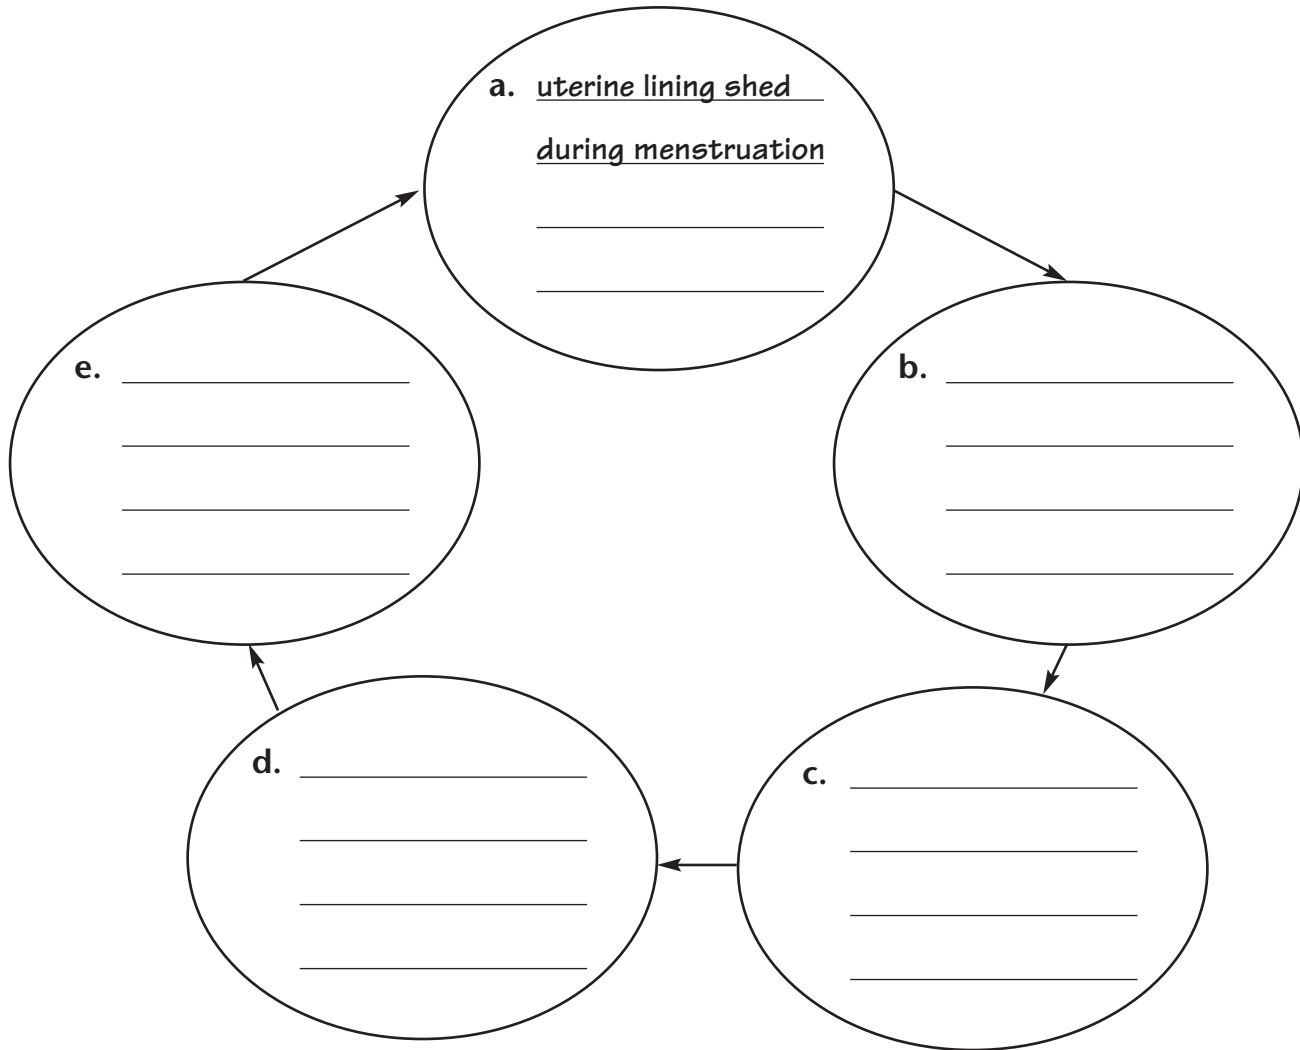 a. uterine lining shed
during menstruation
e.
b.
d.
c.